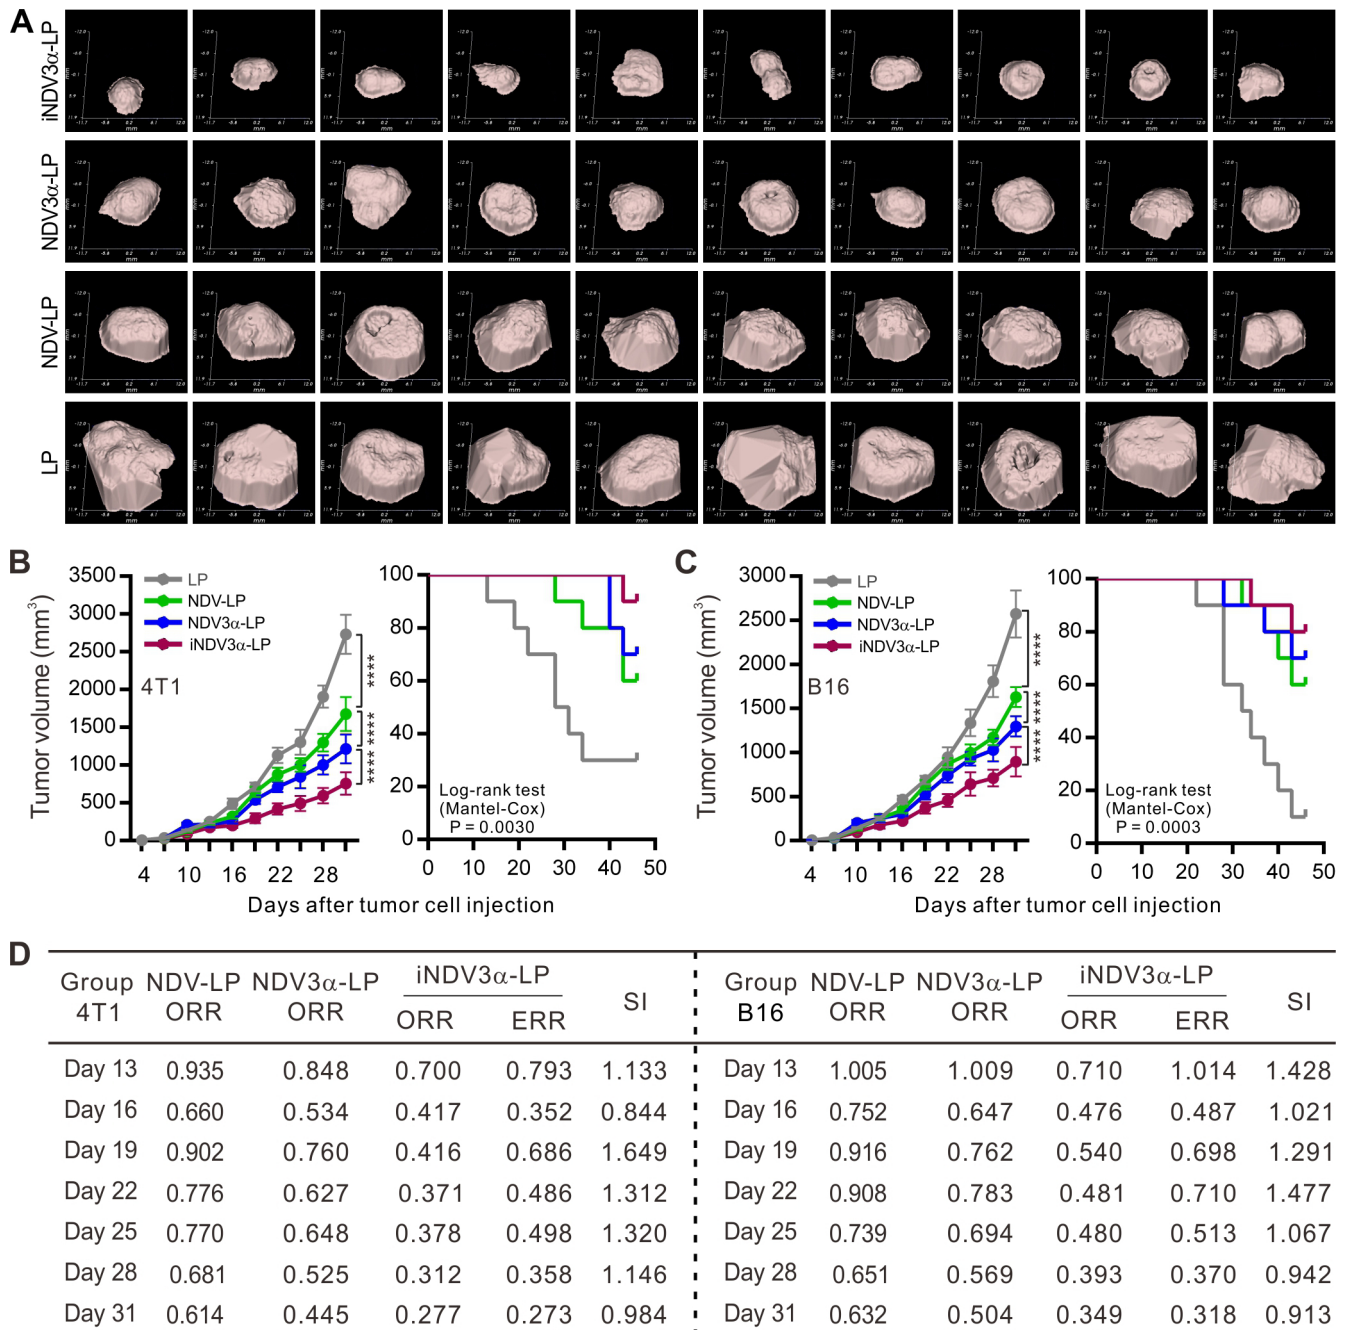 A
iNDV3α-LP
NDV3α-LP
NDV-LP
LP
B
Tumor volume (mm³)
3500
3000
2500
2000
1500
1000
500
0
LP
NDV-LP
NDV3α-LP
iNDV3α-LP
4T1
****
**** ****
4 10 16 22 28
100
80
60
40
20
0
Log-rank test
(Mantel-Cox)
P = 0.0030
0 10 20 30 40 50
Days after tumor cell injection
C
Tumor volume (mm³)
3000
2500
2000
1500
1000
500
0
LP
NDV-LP
NDV3α-LP
iNDV3α-LP
B16
****
**** ****
4 10 16 22 28
100
80
60
40
20
0
Log-rank test
(Mantel-Cox)
P = 0.0003
0 10 20 30 40 50
Days after tumor cell injection
D
Group NDV-LP NDV3α-LP iNDV3α-LP SI
4T1 ORR ORR ORR ERR
Day 13 0.935 0.848 0.700 0.793 1.133
Day 16 0.660 0.534 0.417 0.352 0.844
Day 19 0.902 0.760 0.416 0.686 1.649
Day 22 0.776 0.627 0.371 0.486 1.312
Day 25 0.770 0.648 0.378 0.498 1.320
Day 28 0.681 0.525 0.312 0.358 1.146
Day 31 0.614 0.445 0.277 0.273 0.984
Group NDV-LP NDV3α-LP iNDV3α-LP SI
B16 ORR ORR ORR ERR
Day 13 1.005 1.009 0.710 1.014 1.428
Day 16 0.752 0.647 0.476 0.487 1.021
Day 19 0.916 0.762 0.540 0.698 1.291
Day 22 0.908 0.783 0.481 0.710 1.477
Day 25 0.739 0.694 0.480 0.513 1.067
Day 28 0.651 0.569 0.393 0.370 0.942
Day 31 0.632 0.504 0.349 0.318 0.913